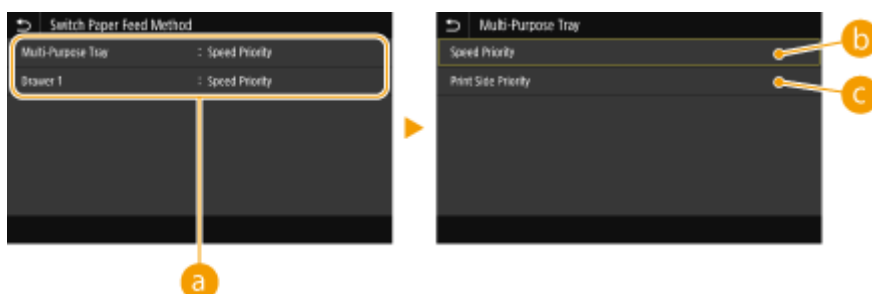 Switch Paper Feed Method
Multi-Purpose Tray : Speed Priority
Drawer 1 : Speed Priority
a
Multi-Purpose Tray
Speed Priority
b
Print Side Priority
c